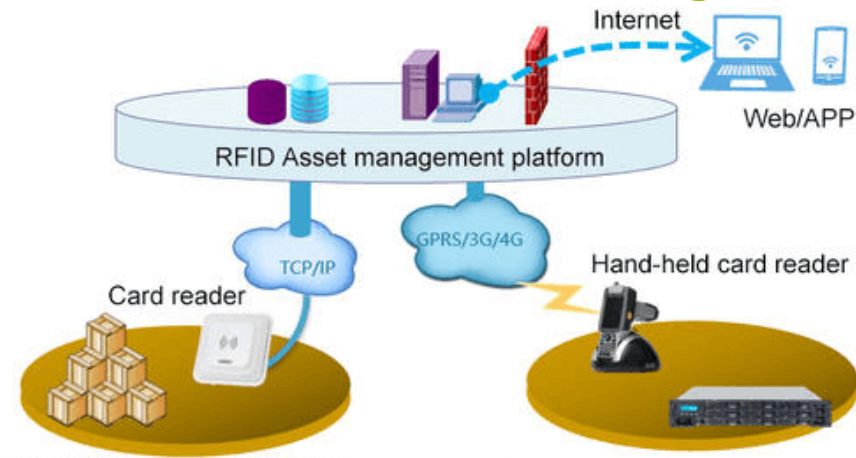 Internet
Web/APP
RFID Asset management platform
TCP/IP
GPRS/3G/4G
Card reader
Hand-held card reader